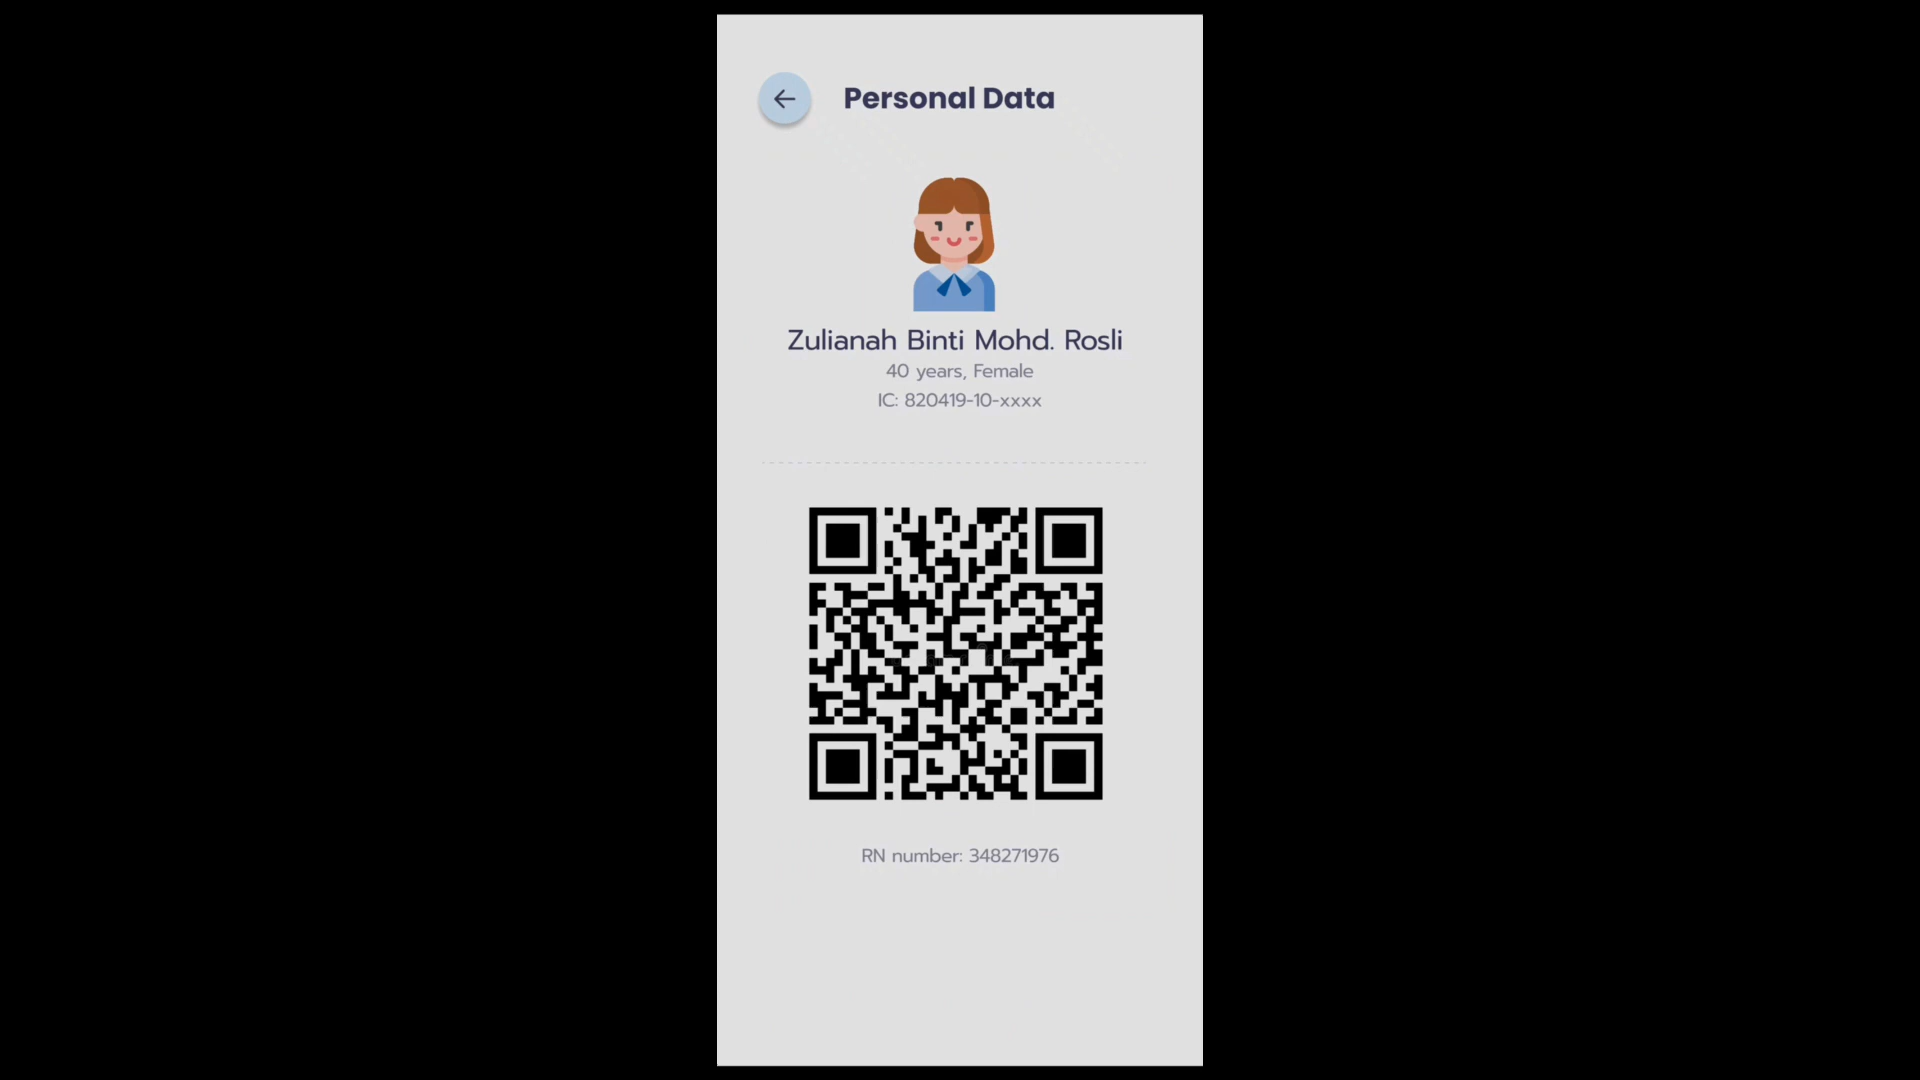 Personal Data
Zulianah Binti Mohd. Rosli
40 years, Female
IC: 820419-10-xxxx
RN number: 348271976